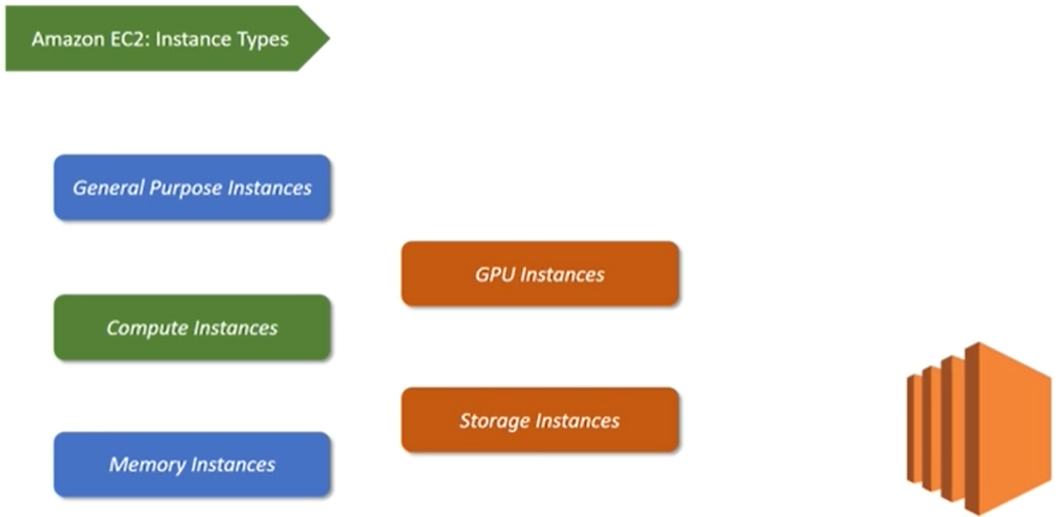 Amazon EC2: Instance Types
General Purpose Instances
Compute Instances
Memory Instances
GPU Instances
Storage Instances